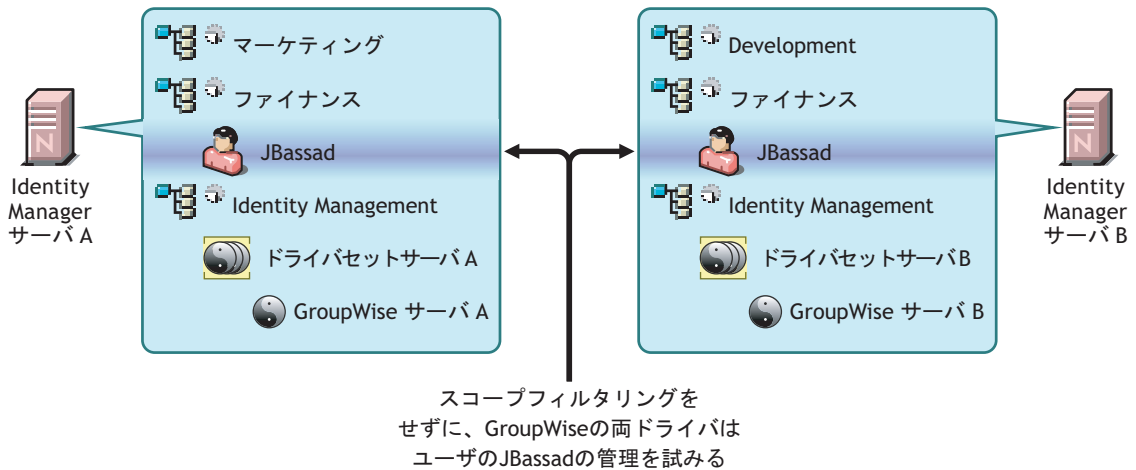 マーケティング
ファイナンス
JBassad
Identity Management
ドライバセットサーバ A
GroupWise サーバ A
N
Identity
Manager
サーバ A
Development
ファイナンス
JBassad
Identity Management
ドライバセットサーバ B
GroupWise サーバ B
N
Identity
Manager
サーバ B
スコープフィルタリングを
せずに、GroupWiseの両ドライバは
ユーザのJBassadの管理を試みる